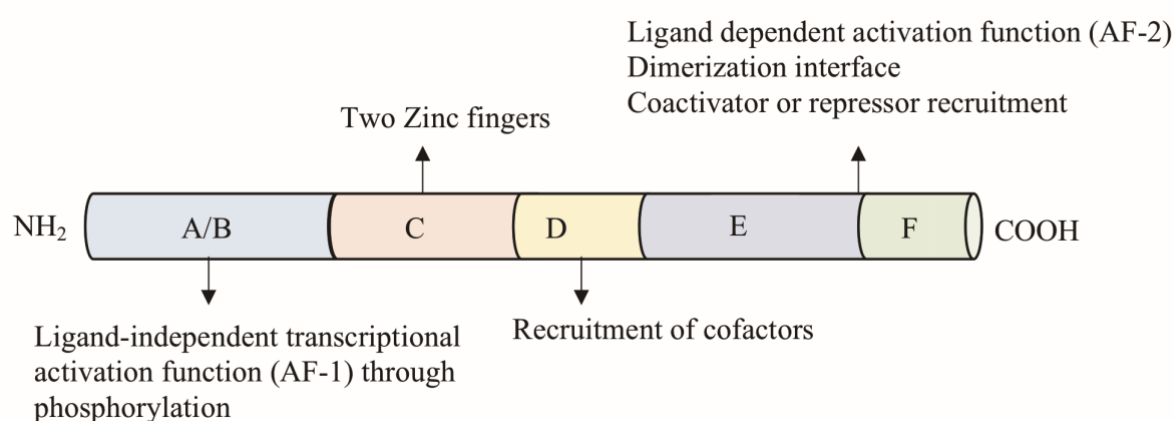 Ligand dependent activation function (AF-2)
Dimerization interface
Coactivator or repressor recruitment
Two Zinc fingers
NH₂ A/B C D E F COOH
Ligand-independent transcriptional
activation function (AF-1) through
phosphorylation
Recruitment of cofactors